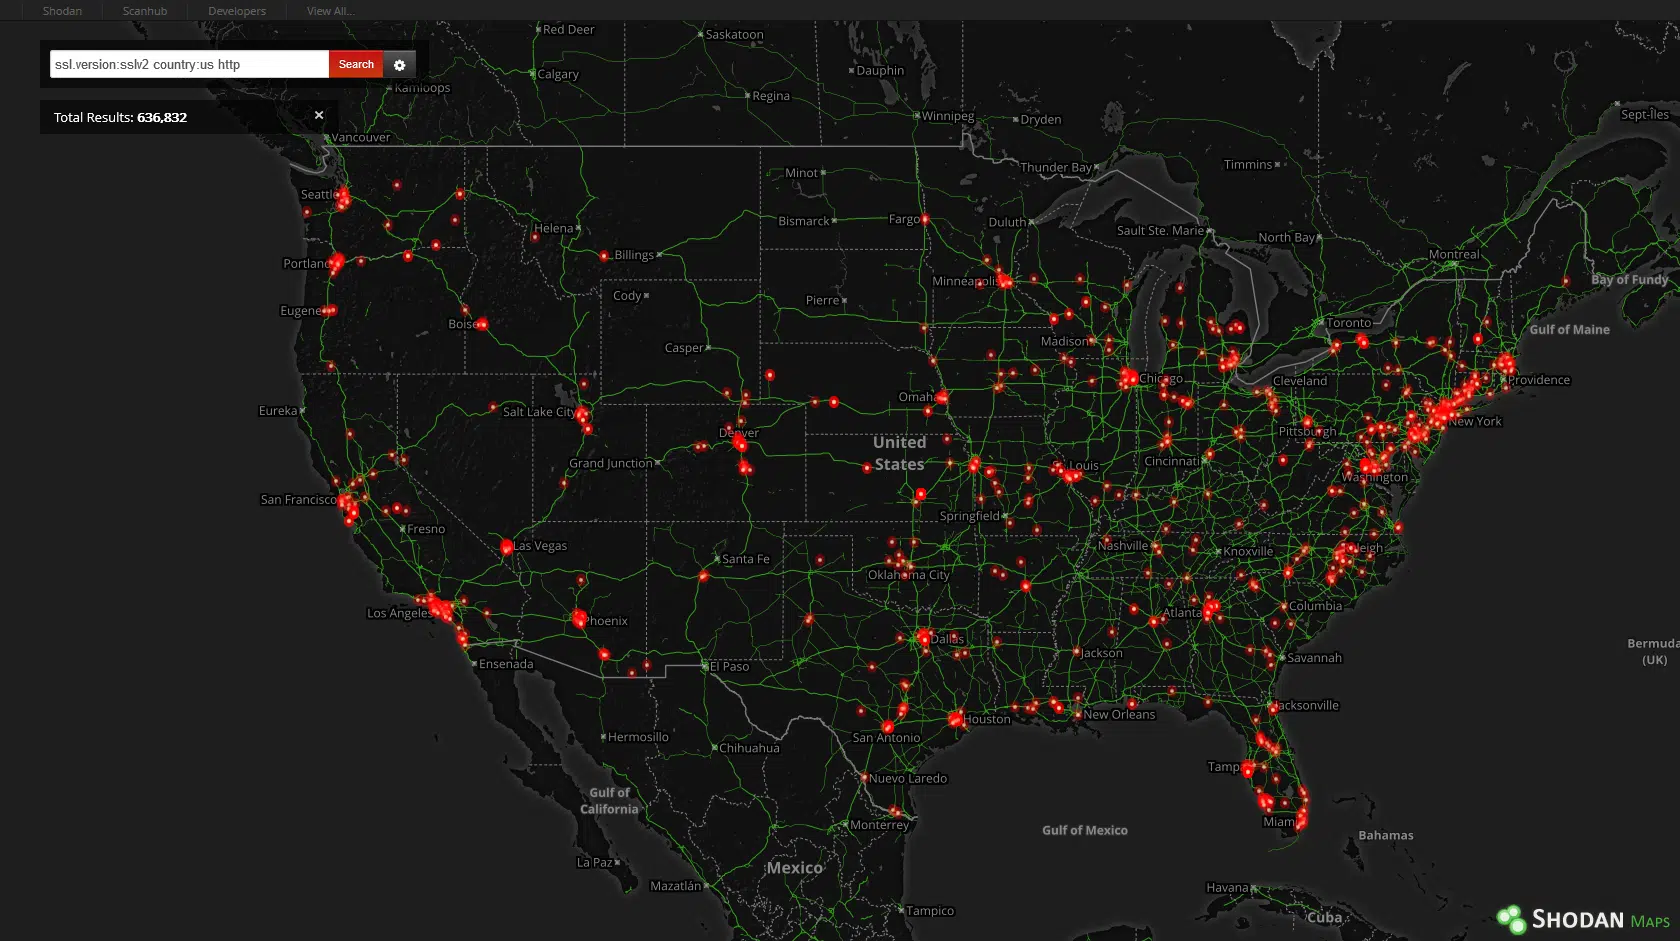 Shodan Scanhub Developers View All...
ssl.version:sslv2 country:us http Search
Total Results: 636,832
Red Deer
Saskatoon
Calgary
Dauphin
Kamloops
Regina
Winnipeg
Dryden
Sept-Îles
Vancouver
Thunder Bay
Timmins
Minot
Seattle
Bismarck
Fargo
Duluth
Helena
Sault Ste. Marie
North Bay
Billings
Montreal
Portland
Minneapolis
Bay of Fundy
Cody
Pierre
Eugene
Boise
Toronto
Gulf of Maine
Casper
Madison
Chicago
Cleveland
Providence
Omaha
Eureka
Salt Lake City
New York
Denver
Pittsburgh
United
States
Grand Junction
St. Louis
Cincinnati
Washington
San Francisco
Springfield
Fresno
Las Vegas
Nashville
Knoxville
Raleigh
Santa Fe
Oklahoma City
Los Angeles
Phoenix
Atlanta
Columbia
Dallas
Jackson
Savannah
Bermuda
(UK)
Ensenada
El Paso
Jacksonville
Houston
New Orleans
Hermosillo
Chihuahua
San Antonio
Tampa
Nuevo Laredo
Gulf of
California
Monterrey
Gulf of Mexico
Miami
Bahamas
La Paz
Mexico
Mazatlán
Havana
Tampico
Cuba
SHODAN MAPS